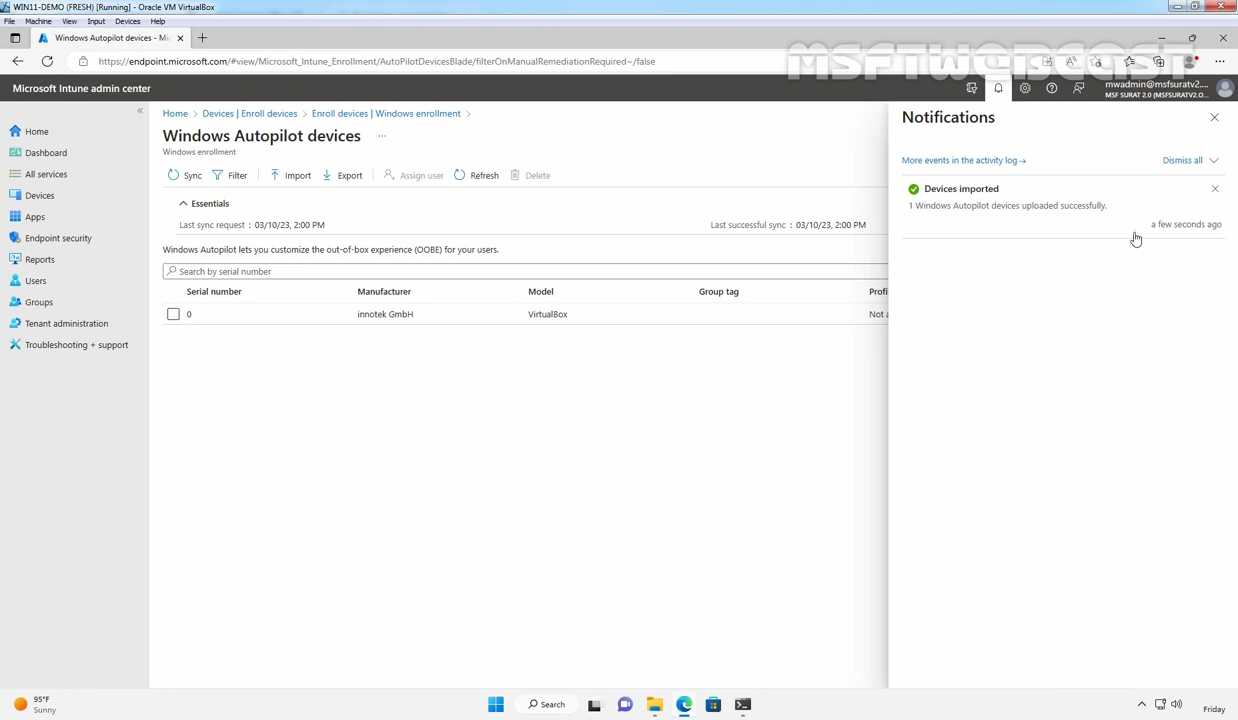 WIN11-DEMO (FRESH) [Running] - Oracle VM VirtualBox
File Machine View Input Devices Help
Windows Autopilot devices - Mi
https://endpoint.microsoft.com/#view/Microsoft_Intune_Enrollment/AutoPilotDevicesBlade/filterOnManualRemediationRequired~/false
MSFTWEBCAST
Microsoft Intune admin center
mwadmin@msfsuratv2....
MSF SURAT 2.0 (MSFSURATV2.O...
Home
Dashboard
All services
Devices
Apps
Endpoint security
Reports
Users
Groups
Tenant administration
Troubleshooting + support
Home > Devices | Enroll devices > Enroll devices | Windows enrollment >
Windows Autopilot devices ...
Windows enrollment
Sync Filter Import Export Assign user Refresh Delete
Essentials
Last sync request : 03/10/23, 2:00 PM Last successful sync : 03/10/23, 2:00 PM
Windows Autopilot lets you customize the out-of-box experience (OOBE) for your users.
Search by serial number
Serial number Manufacturer Model Group tag Profi
0 innotek GmbH VirtualBox Not a
Notifications
More events in the activity log → Dismiss all
Devices imported
1 Windows Autopilot devices uploaded successfully.
a few seconds ago
95°F
Sunny
Search
Friday